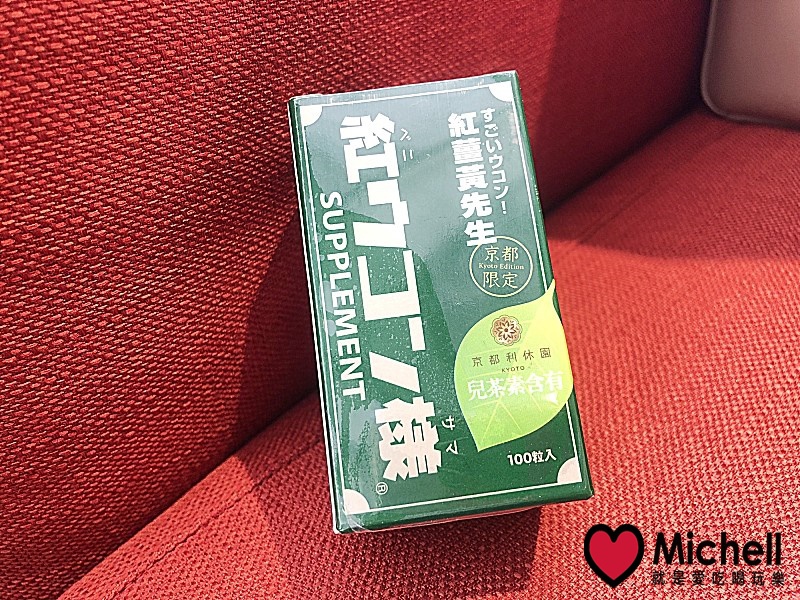 すごいウコン!
紅薑黃先生
ベニ
紅ウコン様
サマ
®
SUPPLEMENT
京都
Kyoto Edition
限定
京都利休園
KYOTO
兒茶素含有
100粒入
Michell
就是愛吃喝玩樂